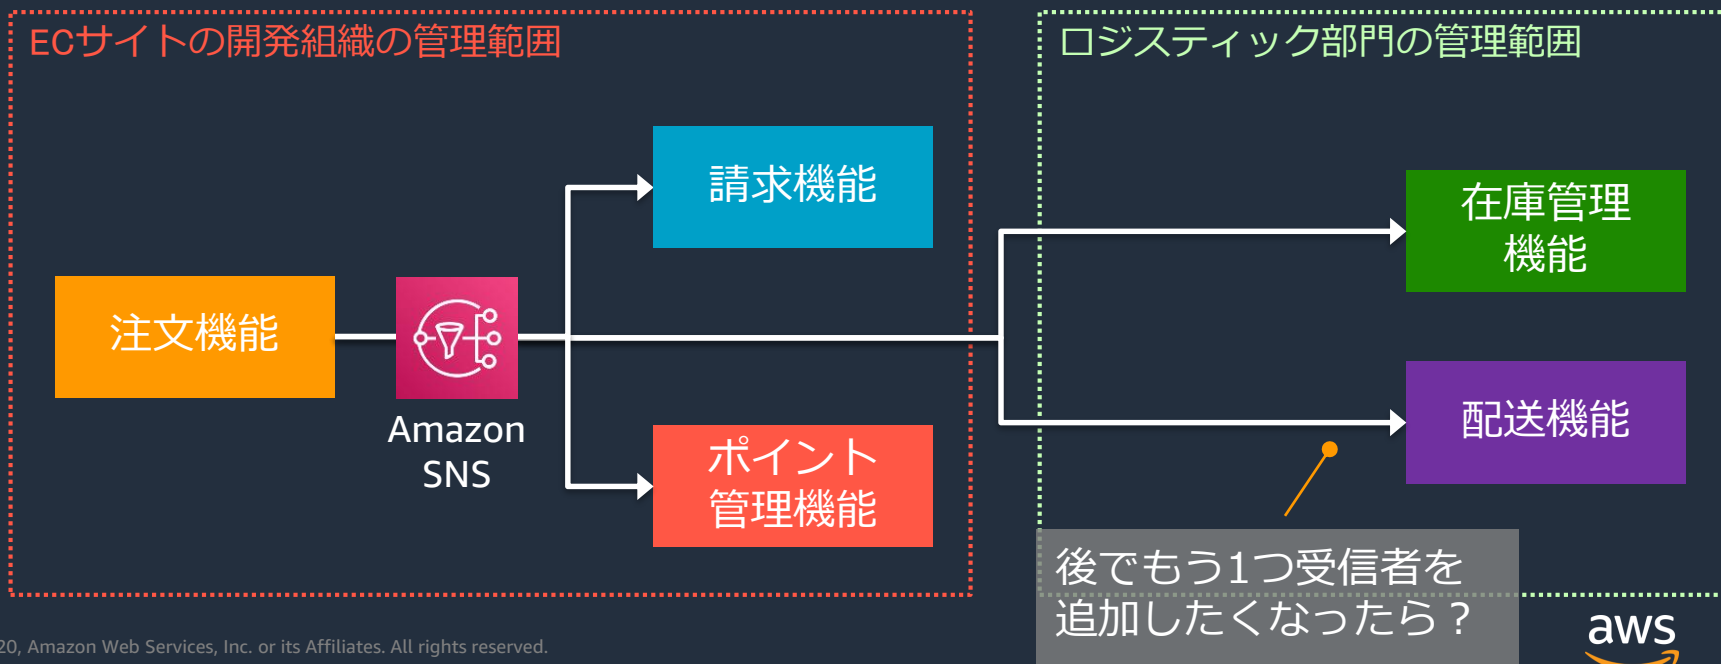 ECサイトの開発組織の管理範囲
ロジスティック部門の管理範囲
請求機能
在庫管理
機能
注文機能
Amazon
SNS
ポイント
管理機能
配送機能
後でもう1つ受信者を
追加したくなったら？
20, Amazon Web Services, Inc. or its Affiliates. All rights reserved.
aws